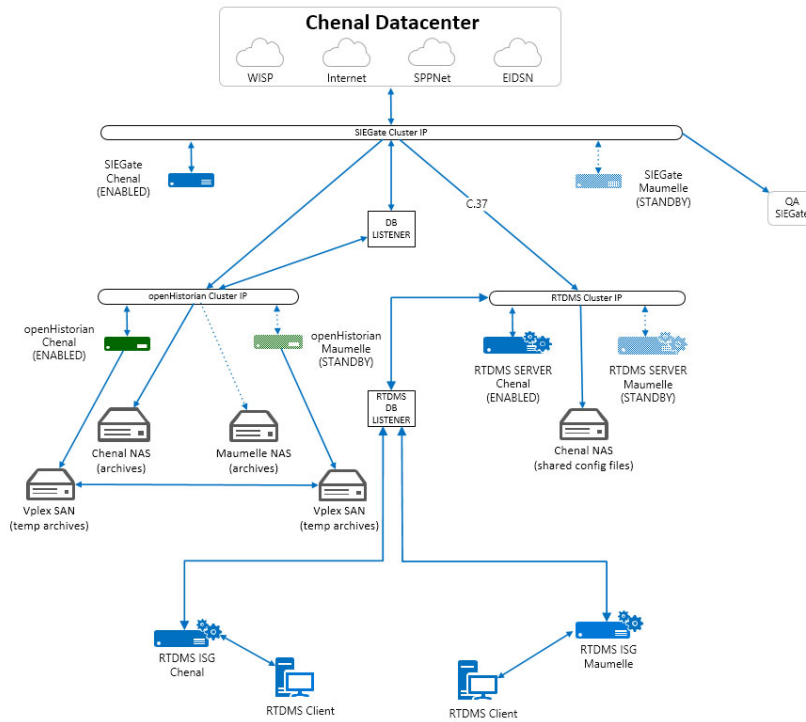 Chenal Datacenter
WISP
Internet
SPPNet
EIDSN
SIEGate Cluster IP
SIEGate
Chenal
(ENABLED)
SIEGate
Maumelle
(STANDBY)
QA
SIEGate
C.37
DB
LISTENER
openHistorian Cluster IP
RTDMS Cluster IP
openHistorian
Chenal
(ENABLED)
openHistorian
Maumelle
(STANDBY)
RTDMS SERVER
Chenal
(ENABLED)
RTDMS SERVER
Maumelle
(STANDBY)
RTDMS
DB
LISTENER
Chenal NAS
(archives)
Maumelle NAS
(archives)
Chenal NAS
(shared config files)
Vplex SAN
(temp archives)
Vplex SAN
(temp archives)
RTDMS ISG
Chenal
RTDMS ISG
Maumelle
RTDMS Client
RTDMS Client